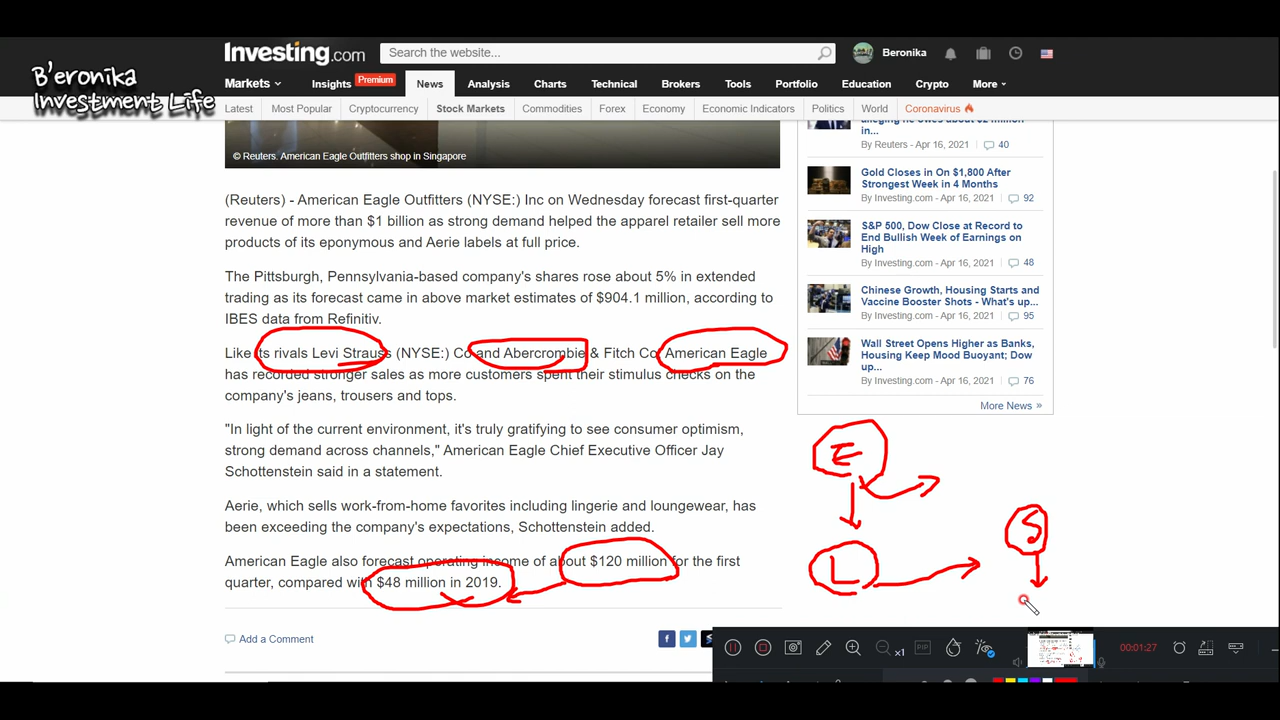 B'eronika
Investment Life
Investing.com
Search the website...
Beronika
Markets
Insights
Premium
News
Analysis
Charts
Technical
Brokers
Tools
Portfolio
Education
Crypto
More
Latest
Most Popular
Cryptocurrency
Stock Markets
Commodities
Forex
Economy
Economic Indicators
Politics
World
Coronavirus
© Reuters. American Eagle Outfitters shop in Singapore
(Reuters) - American Eagle Outfitters (NYSE:) Inc on Wednesday forecast first-quarter
revenue of more than $1 billion as strong demand helped the apparel retailer sell more
products of its eponymous and Aerie labels at full price.
The Pittsburgh, Pennsylvania-based company's shares rose about 5% in extended
trading as its forecast came in above market estimates of $904.1 million, according to
IBES data from Refinitiv.
Like its rivals Levi Strauss (NYSE:) Co and Abercrombie & Fitch Co, American Eagle
has recorded stronger sales as more customers spent their stimulus checks on the
company's jeans, trousers and tops.
"In light of the current environment, it's truly gratifying to see consumer optimism,
strong demand across channels," American Eagle Chief Executive Officer Jay
Schottenstein said in a statement.
Aerie, which sells work-from-home favorites including lingerie and loungewear, has
been exceeding the company's expectations, Schottenstein added.
American Eagle also forecast operating income of about $120 million for the first
quarter, compared with $48 million in 2019.
Add a Comment
in...
By Reuters - Apr 16, 2021
40
Gold Closes in On $1,800 After
Strongest Week in 4 Months
By Investing.com - Apr 16, 2021
92
S&P 500, Dow Close at Record to
End Bullish Week of Earnings on
High
By Investing.com - Apr 16, 2021
48
Chinese Growth, Housing Starts and
Vaccine Booster Shots - What's up...
By Investing.com - Apr 16, 2021
95
Wall Street Opens Higher as Banks,
Housing Keep Mood Buoyant; Dow
up...
By Investing.com - Apr 16, 2021
76
More News »
E
L
S
x1
PIP
00:01:27